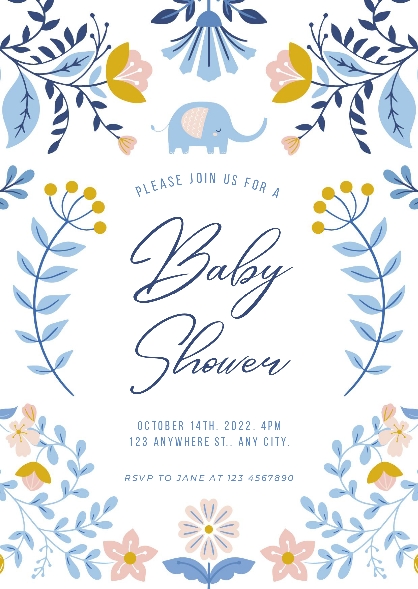 PLEASE JOIN US FOR A
Baby
Shower
OCTOBER 14TH. 2022. 4PM
123 ANYWHERE ST.. ANY CITY.
RSVP TO JANE AT 123 4567890